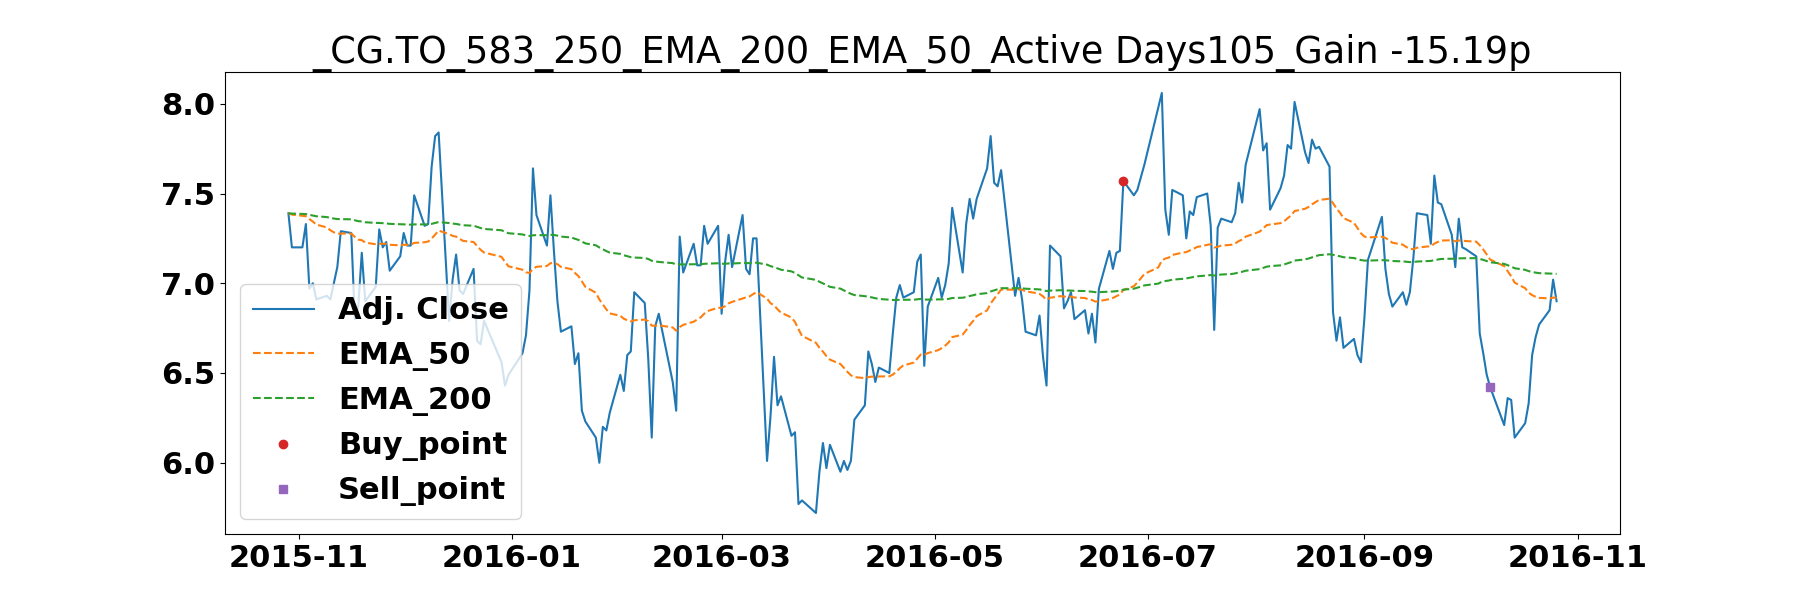 _CG.TO_583_250_EMA_200_EMA_50_Active Days105_Gain -15.19p
8.0
7.5
7.0
6.5
6.0
Adj. Close
EMA_50
EMA_200
Buy_point
Sell_point
2015-11 2016-01 2016-03 2016-05 2016-07 2016-09 2016-11